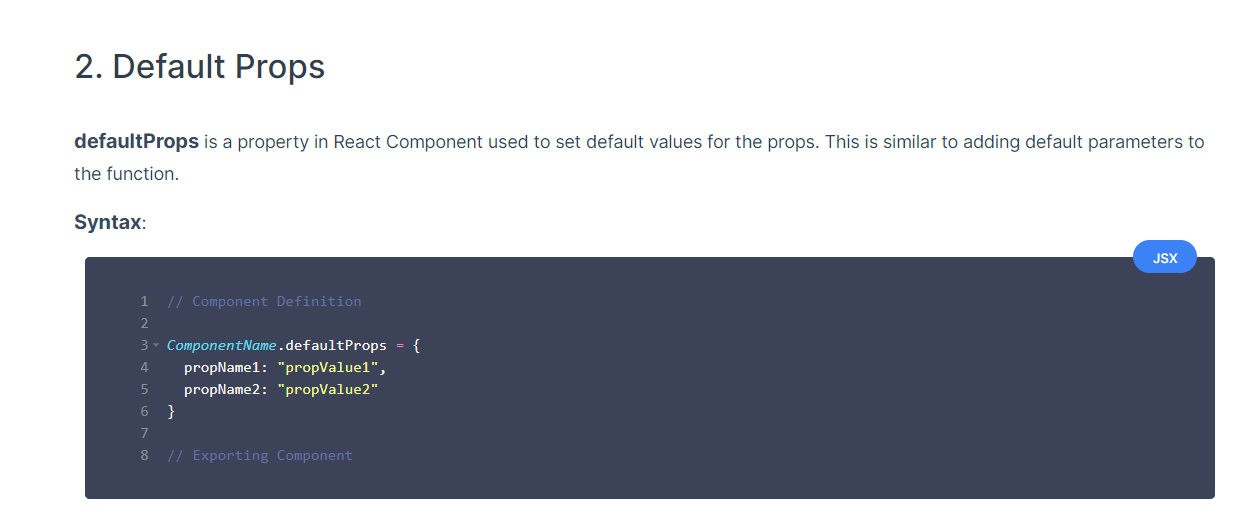 2. Default Props
defaultProps is a property in React Component used to set default values for the props. This is similar to adding default parameters to
the function.
Syntax:
JSX
1 // Component Definition
2
3 ComponentName.defaultProps = {
4 propName1: "propValue1",
5 propName2: "propValue2"
6 }
7
8 // Exporting Component